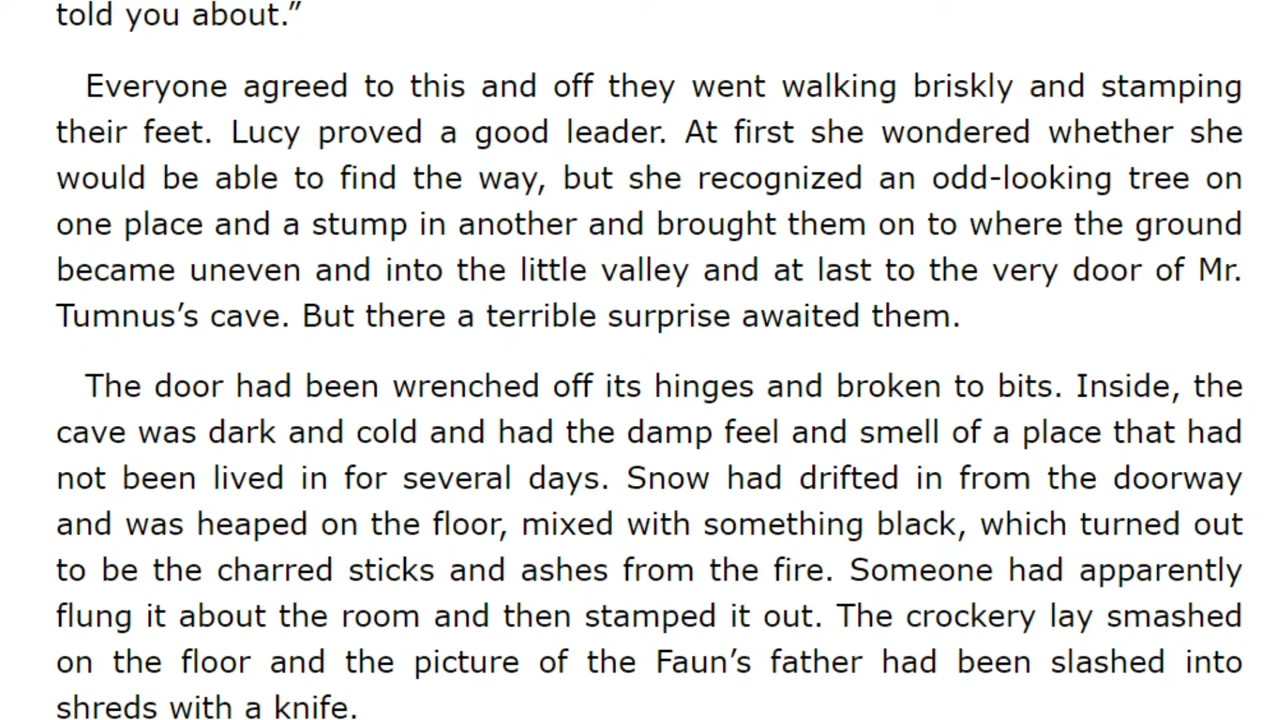 told you about.”
Everyone agreed to this and off they went walking briskly and stamping
their feet. Lucy proved a good leader. At first she wondered whether she
would be able to find the way, but she recognized an odd-looking tree on
one place and a stump in another and brought them on to where the ground
became uneven and into the little valley and at last to the very door of Mr.
Tumnus’s cave. But there a terrible surprise awaited them.
The door had been wrenched off its hinges and broken to bits. Inside, the
cave was dark and cold and had the damp feel and smell of a place that had
not been lived in for several days. Snow had drifted in from the doorway
and was heaped on the floor, mixed with something black, which turned out
to be the charred sticks and ashes from the fire. Someone had apparently
flung it about the room and then stamped it out. The crockery lay smashed
on the floor and the picture of the Faun’s father had been slashed into
shreds with a knife.